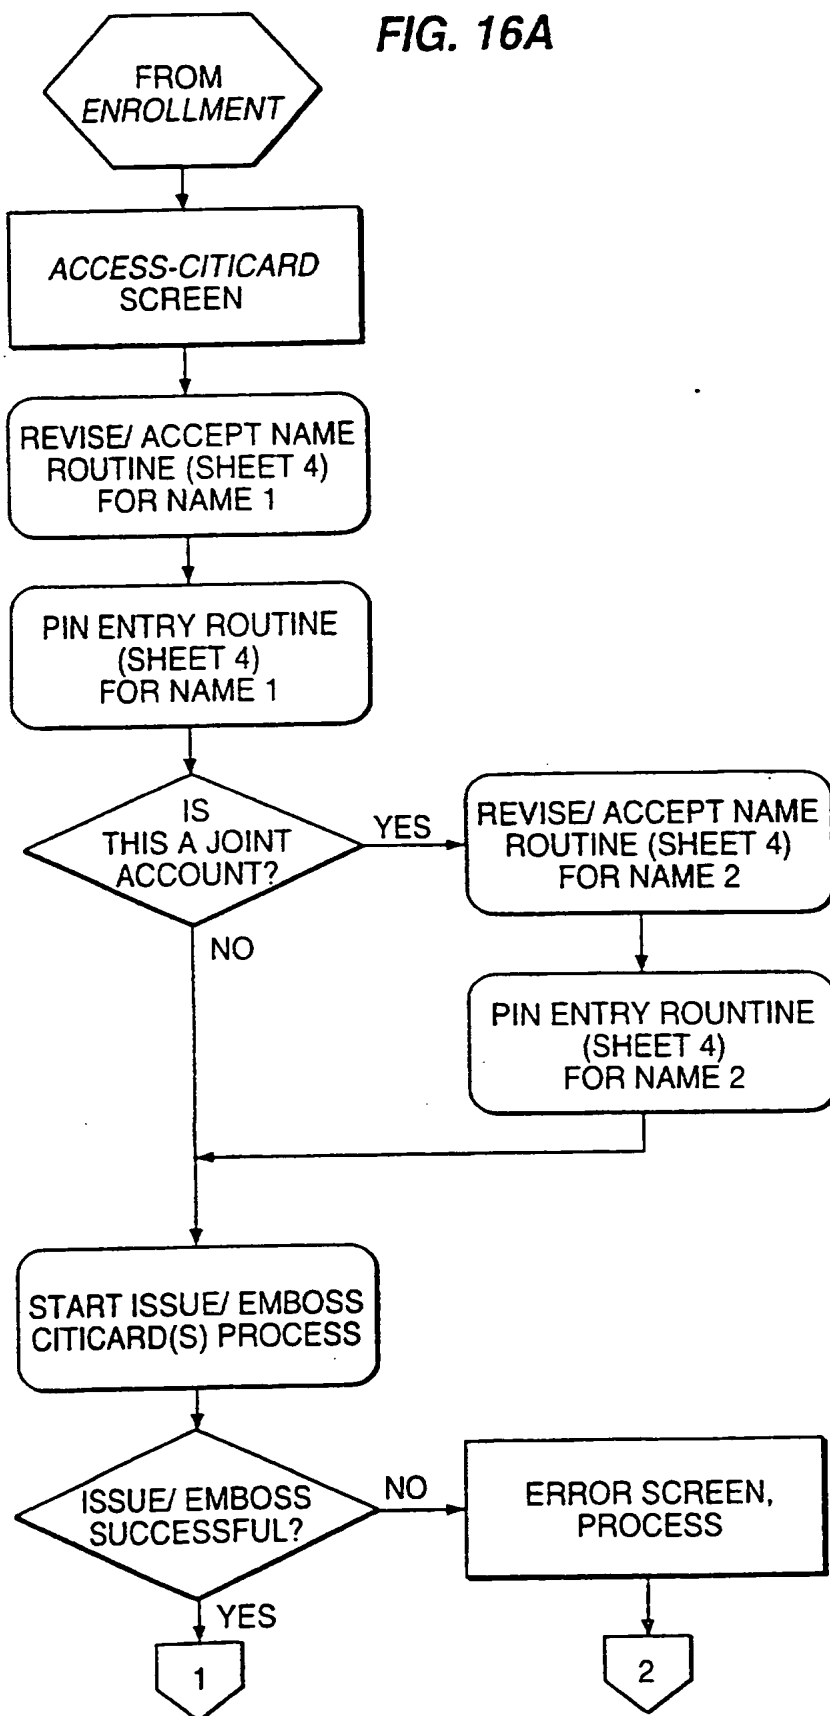 FIG. 16A
FROM
ENROLLMENT
ACCESS-CITICARD
SCREEN
REVISE/ ACCEPT NAME
ROUTINE (SHEET 4)
FOR NAME 1
PIN ENTRY ROUTINE
(SHEET 4)
FOR NAME 1
IS
THIS A JOINT
ACCOUNT?
YES
REVISE/ ACCEPT NAME
ROUTINE (SHEET 4)
FOR NAME 2
NO
PIN ENTRY ROUNTINE
(SHEET 4)
FOR NAME 2
START ISSUE/ EMBOSS
CITICARD(S) PROCESS
ISSUE/ EMBOSS
SUCCESSFUL?
NO
ERROR SCREEN,
PROCESS
YES
1
2